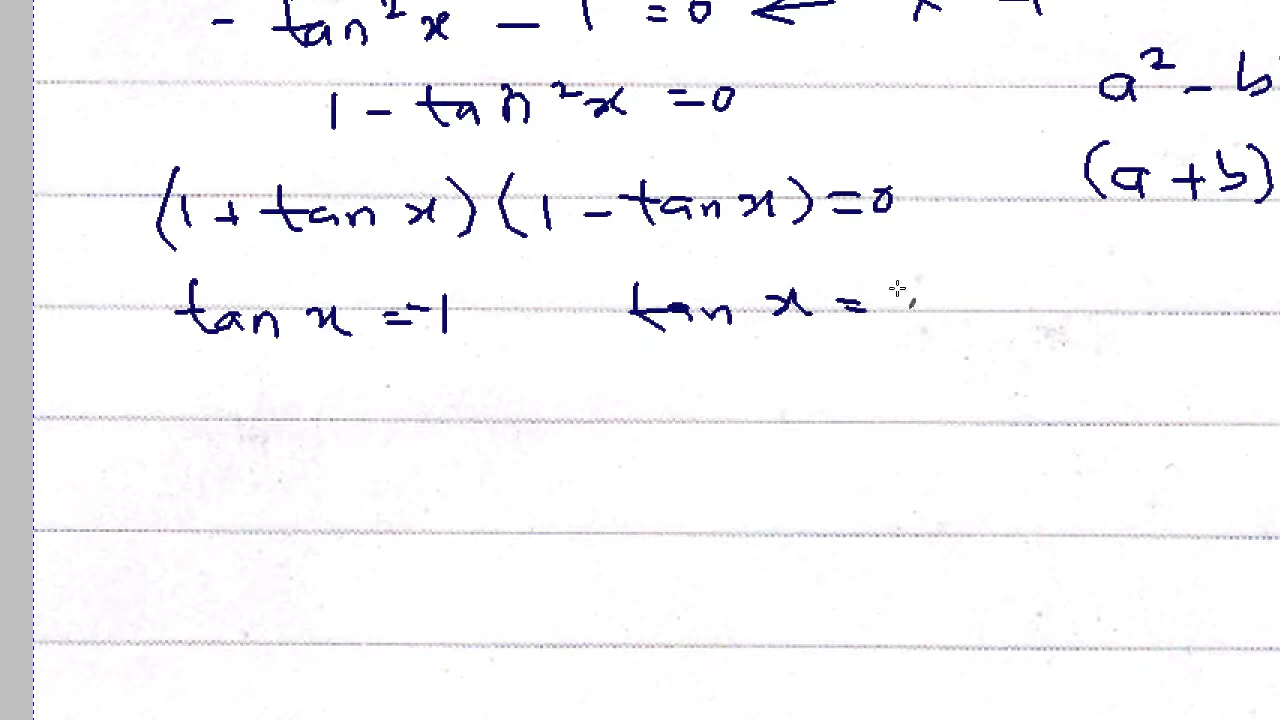 - tan²x - 1 = 0 ←
1 - tan²x = 0
a² - b
(1 + tan x)(1 - tan x) = 0
(a + b)
tan x = -1 tan x =